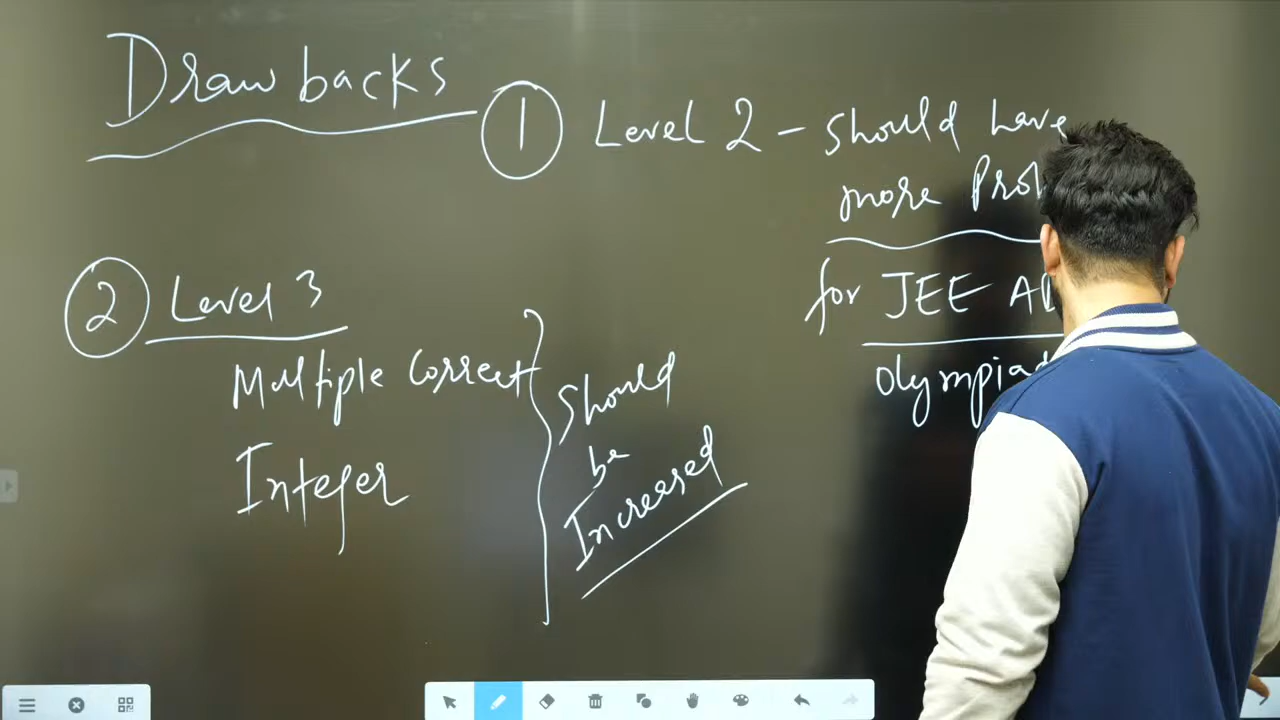 Drawbacks
1 Level 2 - Should have
more
for JEE
2 Level 3
Multiple Correct
Integer
Should
be
Increased